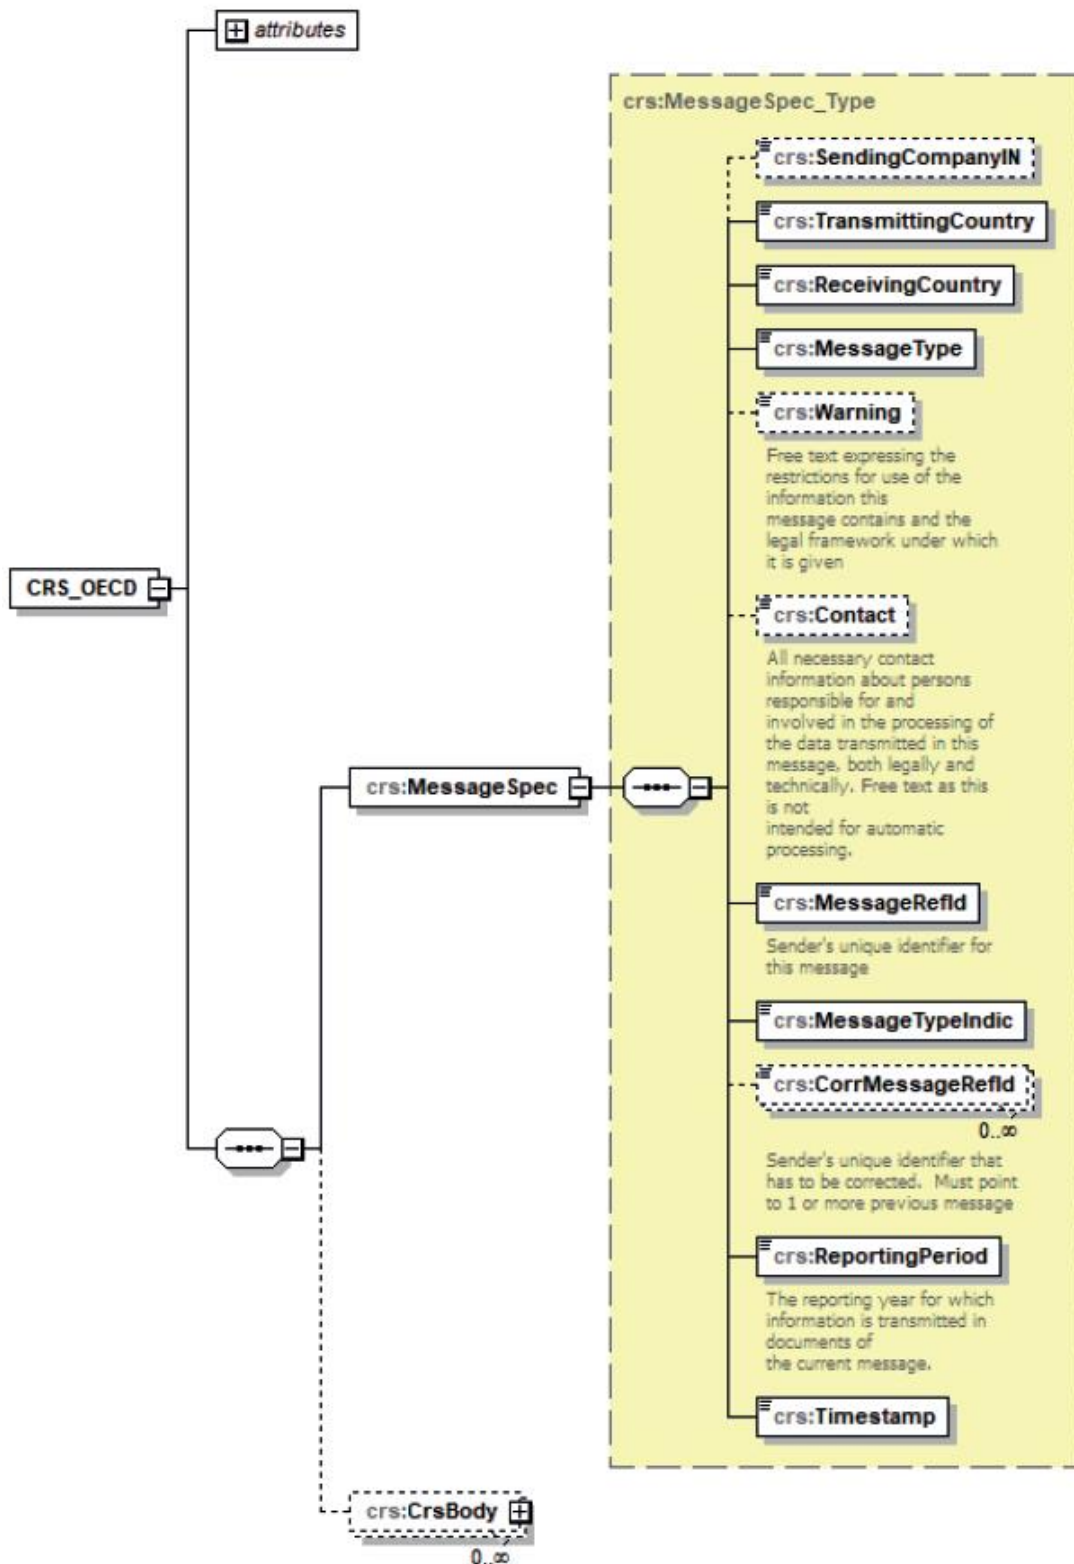 attributes
crs:MessageSpec_Type
crs:SendingCompanyIN
crs:TransmittingCountry
crs:ReceivingCountry
crs:MessageType
crs:Warning
Free text expressing the
restrictions for use of the
information this
message contains and the
legal framework under which
it is given
CRS_OECD
crs:Contact
All necessary contact
information about persons
responsible for and
involved in the processing of
the data transmitted in this
message, both legally and
technically. Free text as this
is not
intended for automatic
processing.
crs:MessageSpec
crs:MessageRefId
Sender's unique identifier for
this message
crs:MessageTypeIndic
crs:CorrMessageRefId
0..∞
Sender's unique identifier that
has to be corrected.  Must point
to 1 or more previous message
crs:ReportingPeriod
The reporting year for which
information is transmitted in
documents of
the current message.
crs:Timestamp
crs:CrsBody
0..∞